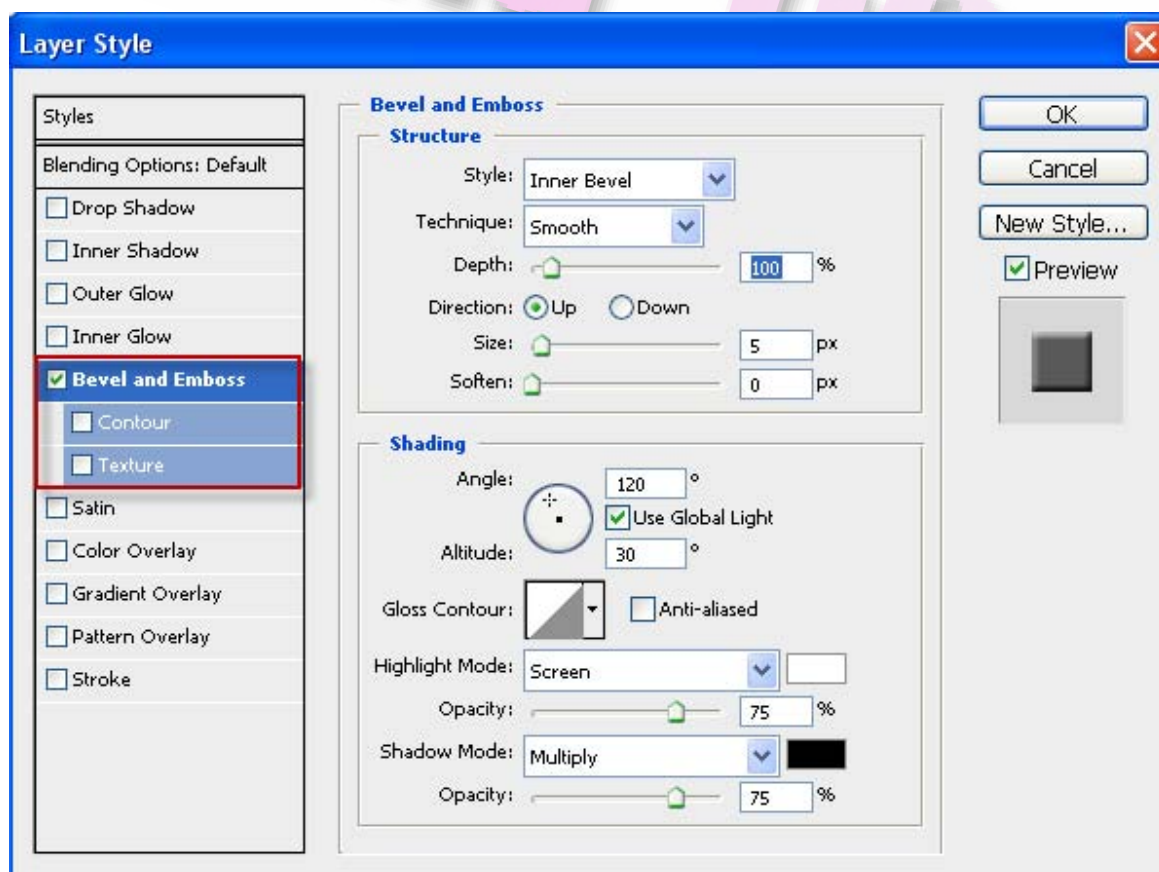 Layer Style
Styles
Blending Options: Default
Drop Shadow
Inner Shadow
Outer Glow
Inner Glow
Bevel and Emboss
Contour
Texture
Satin
Color Overlay
Gradient Overlay
Pattern Overlay
Stroke
Bevel and Emboss
Structure
Style: Inner Bevel
Technique: Smooth
Depth: 100 %
Direction: Up Down
Size: 5 px
Soften: 0 px
Shading
Angle: 120 °
Use Global Light
Altitude: 30 °
Gloss Contour: Anti-aliased
Highlight Mode: Screen
Opacity: 75 %
Shadow Mode: Multiply
Opacity: 75 %
OK
Cancel
New Style...
Preview